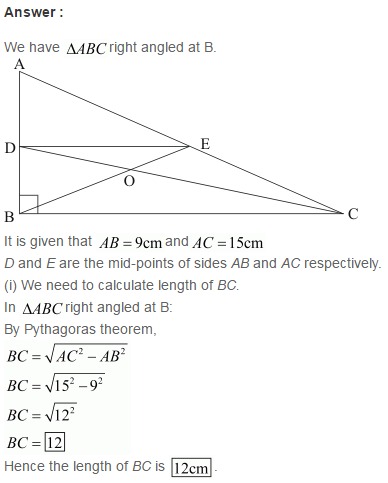 Answer :
We have ΔABC right angled at B.
A
D
E
O
B
C
It is given that AB = 9cm and AC = 15cm
D and E are the mid-points of sides AB and AC respectively.
(i) We need to calculate length of BC.
In ΔABC right angled at B:
By Pythagoras theorem,
BC = √(AC² − AB²)
BC = √(15² − 9²)
BC = √(12²)
BC = 12
Hence the length of BC is 12cm.